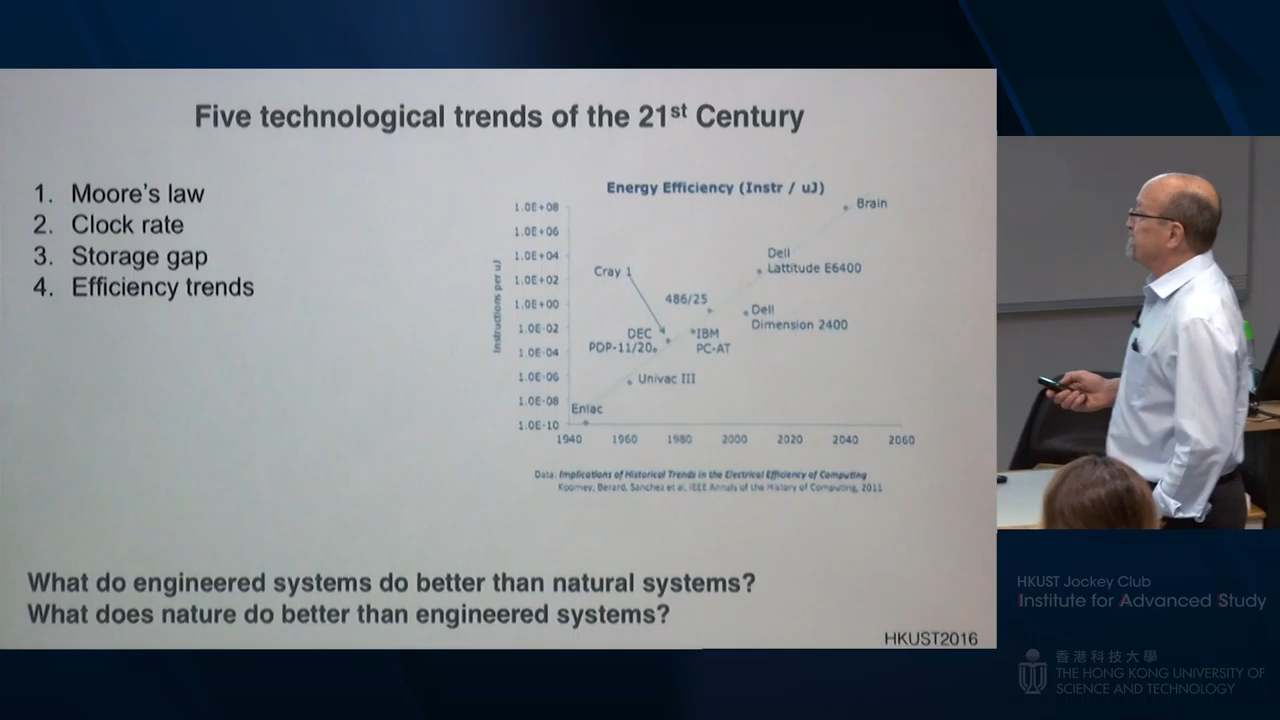 Five technological trends of the 21st Century
1. Moore's law
2. Clock rate
3. Storage gap
4. Efficiency trends
Energy Efficiency (Instr / uJ)
Instructions per uJ
1.0E+08
1.0E+06
1.0E+04
1.0E+02
1.0E+00
1.0E-02
1.0E-04
1.0E-06
1.0E-08
1.0E-10
1940 1960 1980 2000 2020 2040 2060
Brain
Dell
Lattitude E6400
Cray 1
486/25
Dell
Dimension 2400
DEC
PDP-11/20
IBM
PC-AT
Univac III
Eniac
Data: Implications of Historical Trends in the Electrical Efficiency of Computing
Koomey, Berard, Sanchez et al, IEEE Annals of the History of Computing, 2011
What do engineered systems do better than natural systems?
What does nature do better than engineered systems?
HKUST2016
HKUST Jockey Club
Institute for Advanced Study
香港科技大學
THE HONG KONG UNIVERSITY OF
SCIENCE AND TECHNOLOGY